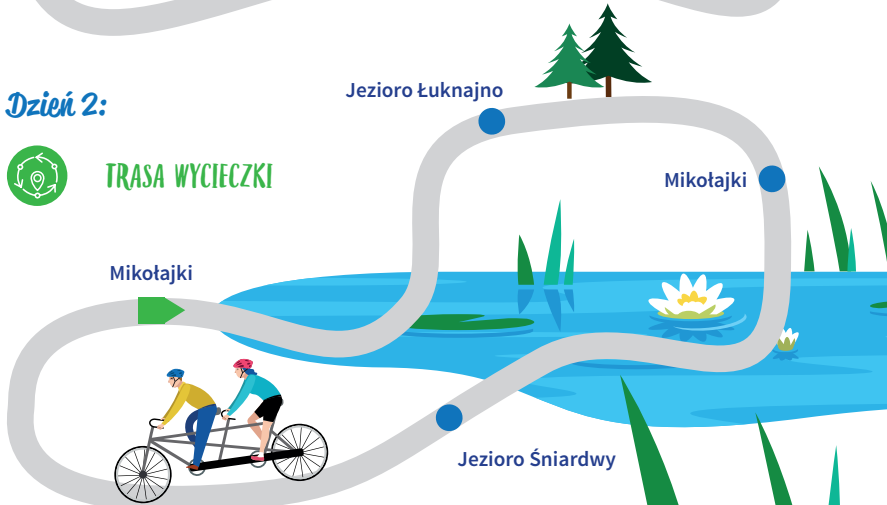 Dzień 2:
TRASA WYCIECZKI
Jezioro Łuknajno
Mikołajki
Mikołajki
Jezioro Śniardwy